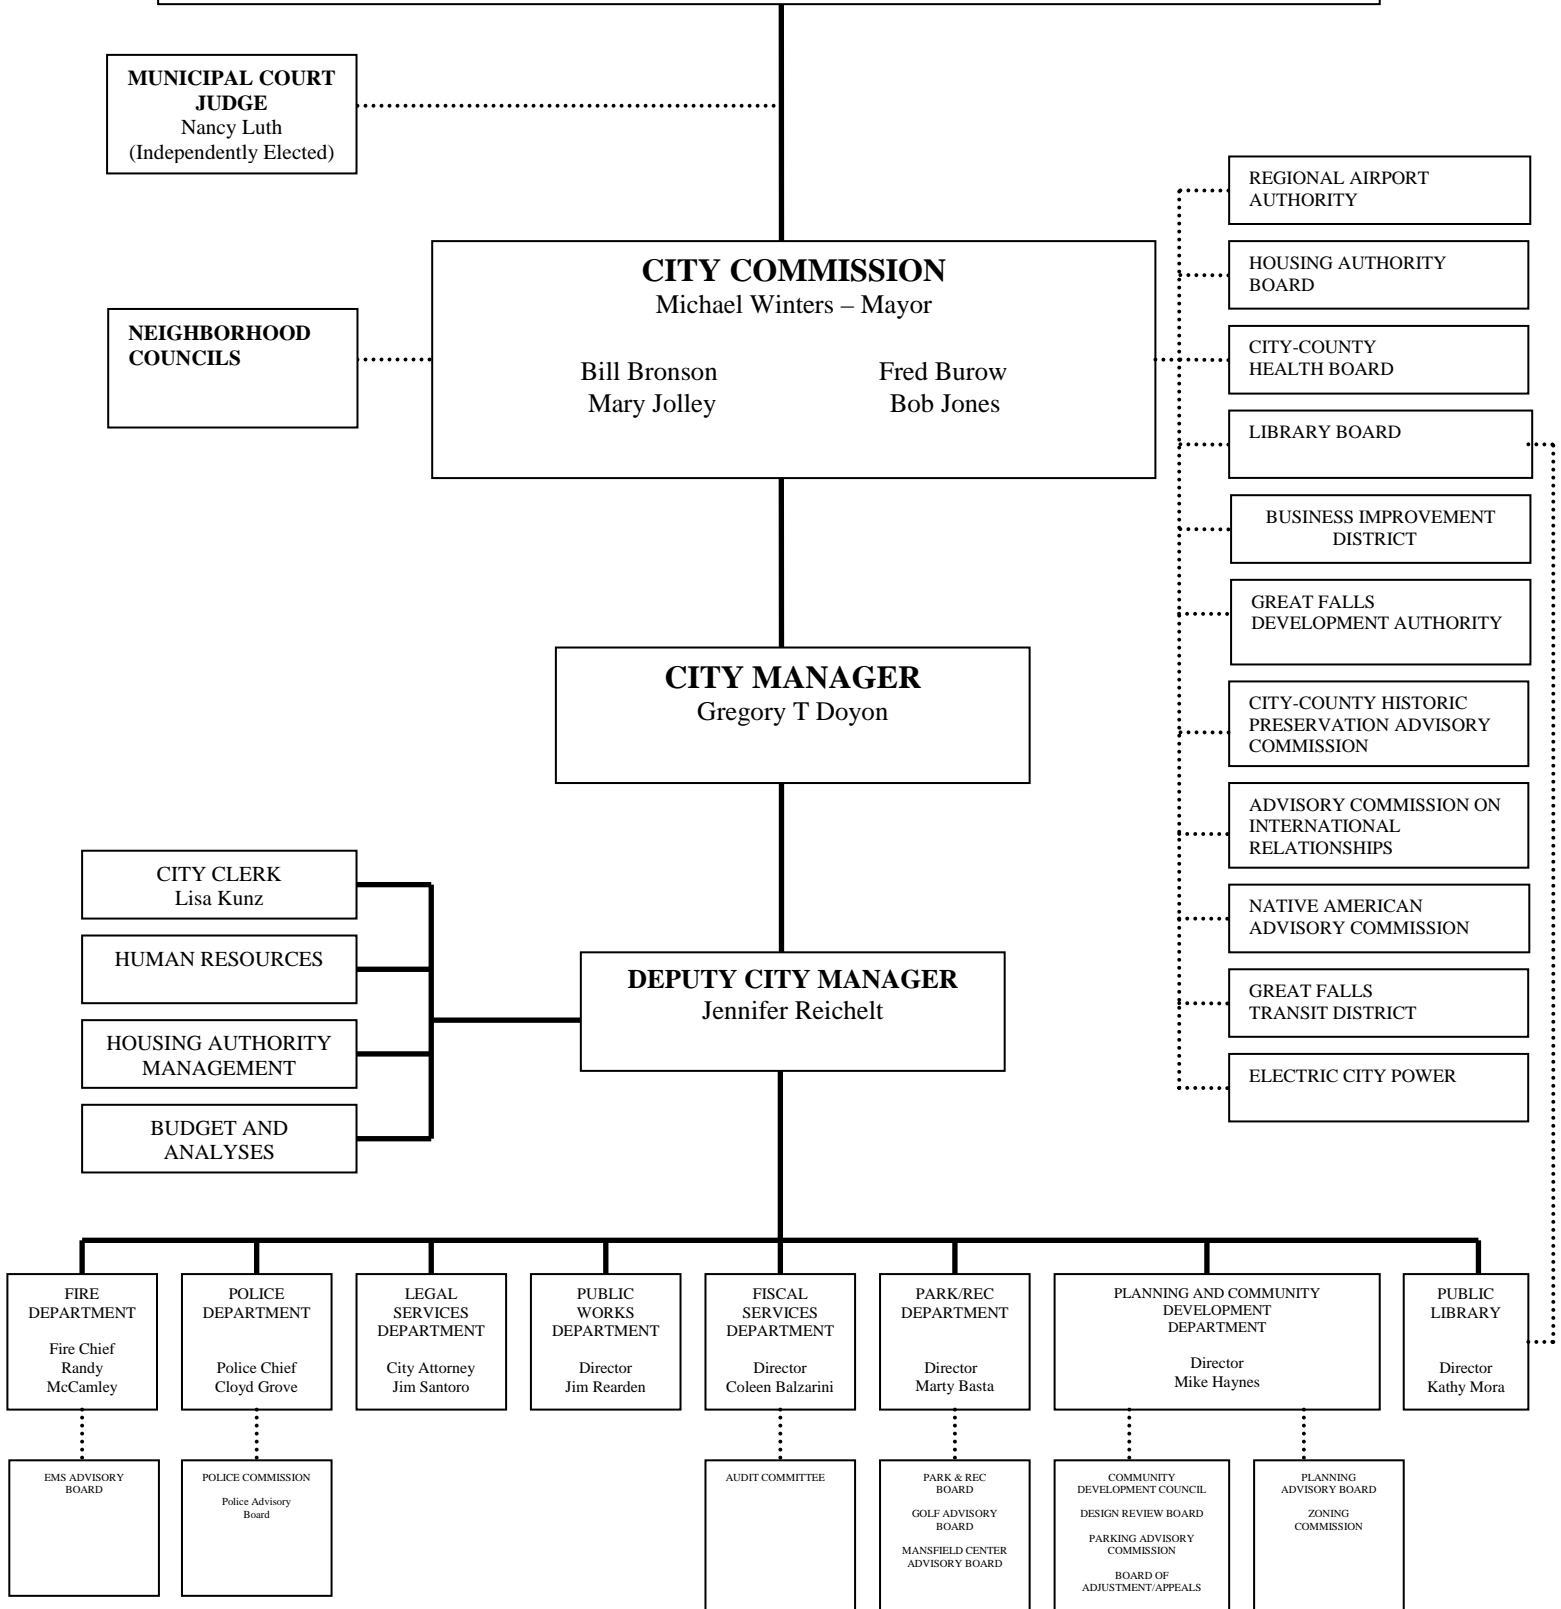 MUNICIPAL COURT
JUDGE
Nancy Luth
(Independently Elected)
REGIONAL AIRPORT
AUTHORITY
CITY COMMISSION
Michael Winters – Mayor
Bill Bronson
Mary Jolley
Fred Burow
Bob Jones
HOUSING AUTHORITY
BOARD
NEIGHBORHOOD
COUNCILS
CITY-COUNTY
HEALTH BOARD
LIBRARY BOARD
BUSINESS IMPROVEMENT
DISTRICT
GREAT FALLS
DEVELOPMENT AUTHORITY
CITY MANAGER
Gregory T Doyon
CITY-COUNTY HISTORIC
PRESERVATION ADVISORY
COMMISSION
ADVISORY COMMISSION ON
INTERNATIONAL
RELATIONSHIPS
CITY CLERK
Lisa Kunz
NATIVE AMERICAN
ADVISORY COMMISSION
HUMAN RESOURCES
DEPUTY CITY MANAGER
Jennifer Reichelt
GREAT FALLS
TRANSIT DISTRICT
HOUSING AUTHORITY
MANAGEMENT
ELECTRIC CITY POWER
BUDGET AND
ANALYSES
FIRE
DEPARTMENT
Fire Chief
Randy
McCamley
POLICE
DEPARTMENT
Police Chief
Cloyd Grove
LEGAL
SERVICES
DEPARTMENT
City Attorney
Jim Santoro
PUBLIC
WORKS
DEPARTMENT
Director
Jim Rearden
FISCAL
SERVICES
DEPARTMENT
Director
Coleen Balzarini
PARK/REC
DEPARTMENT
Director
Marty Basta
PLANNING AND COMMUNITY
DEVELOPMENT
DEPARTMENT
Director
Mike Haynes
PUBLIC
LIBRARY
Director
Kathy Mora
EMS ADVISORY
BOARD
POLICE COMMISSION
Police Advisory
Board
AUDIT COMMITTEE
PARK & REC
BOARD
GOLF ADVISORY
BOARD
MANSFIELD CENTER
ADVISORY BOARD
COMMUNITY
DEVELOPMENT COUNCIL
DESIGN REVIEW BOARD
PARKING ADVISORY
COMMISSION
BOARD OF
ADJUSTMENT/APPEALS
PLANNING
ADVISORY BOARD
ZONING
COMMISSION